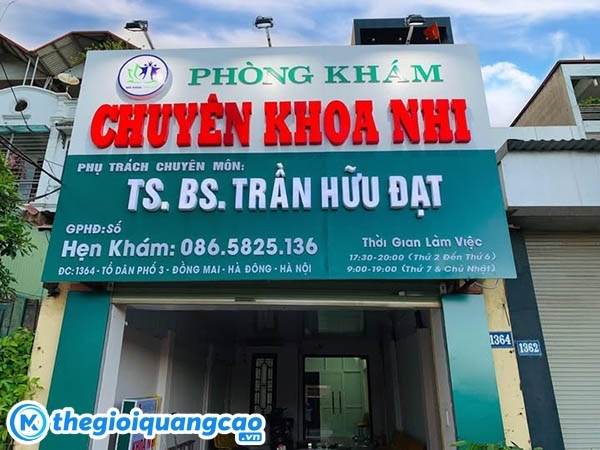 PHÒNG KHÁM
CHUYÊN KHOA NHI
PHỤ TRÁCH CHUYÊN MÔN:
TS. BS. TRẦN HỮU ĐẠT
GPHĐ:Số
Hẹn Khám: 086.5825.136
ĐC: 1364 - TỔ DÂN PHỐ 3 - ĐỒNG MAI - HÀ ĐÔNG - HÀ NỘI
Thời Gian Làm Việc
17:30-20:00 (Thứ 2 Đến Thứ 6)
9:00-19:00 (Thứ 7 & Chủ Nhật)
1364
1362
thegioiquangcao
.vn